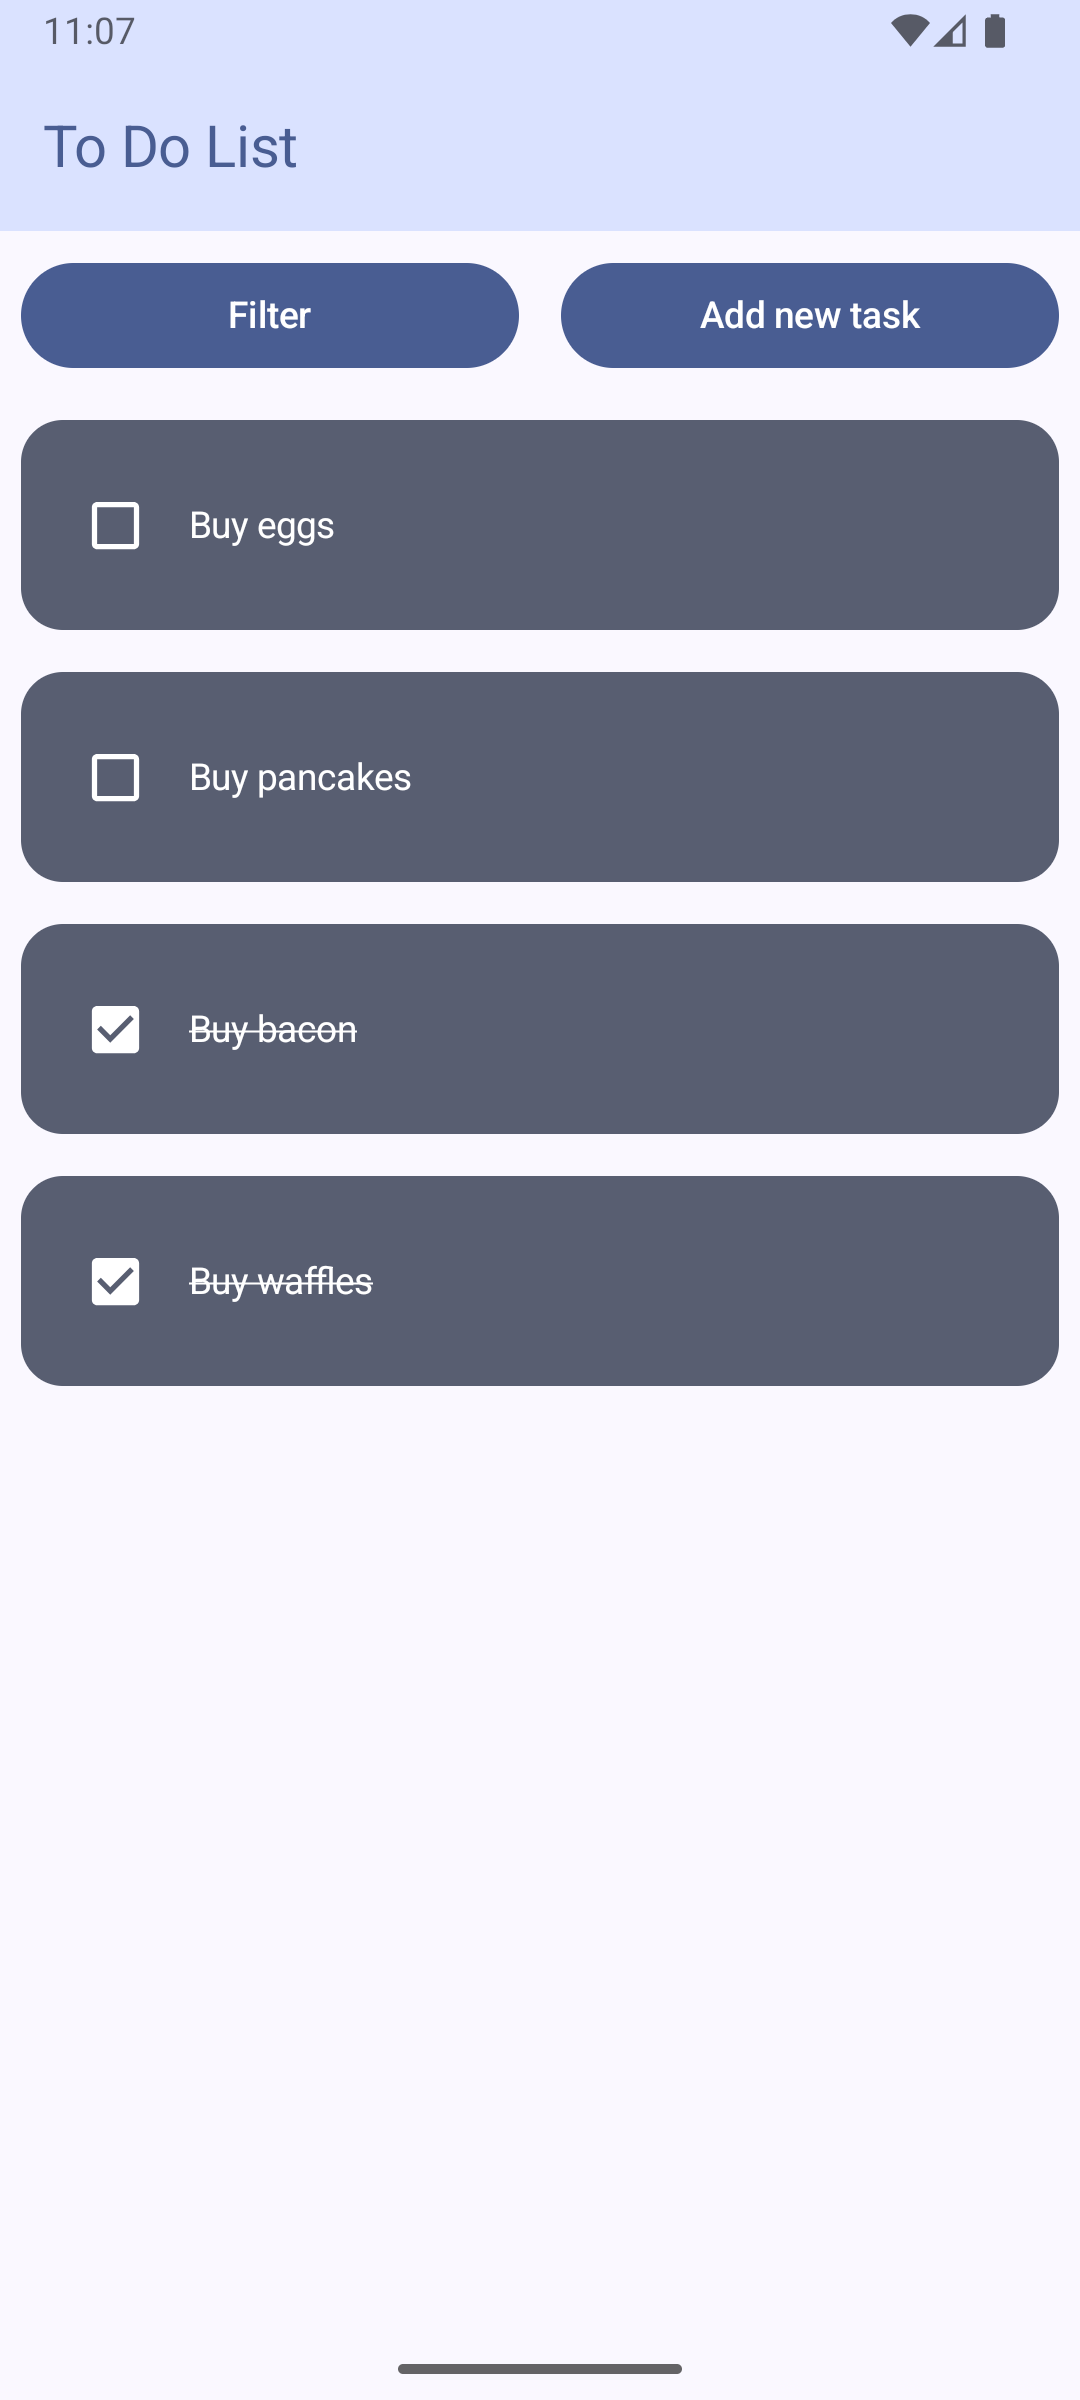 11:07
To Do List
Filter
Add new task
Buy eggs
Buy pancakes
Buy bacon
Buy waffles